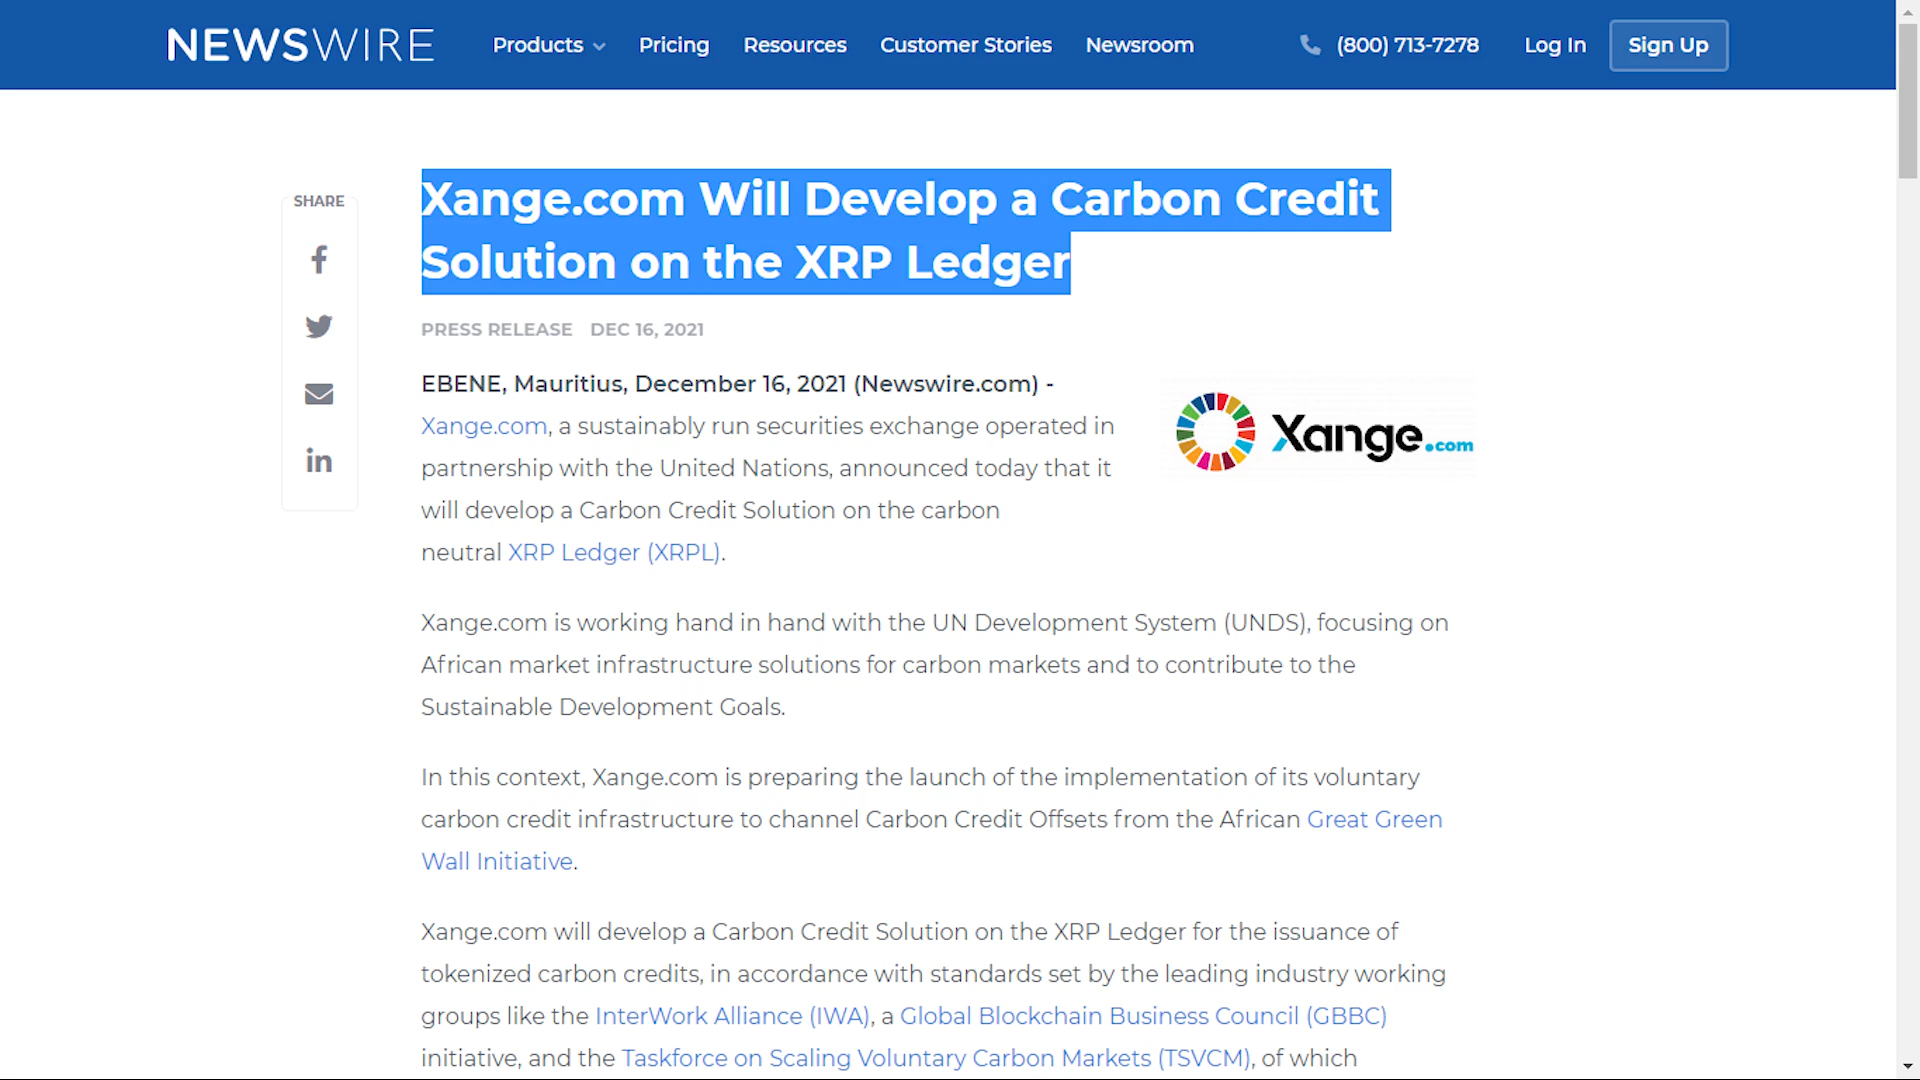 NEWSWIRE Products Pricing Resources Customer Stories Newsroom (800) 713-7278 Log In Sign Up
SHARE
Xange.com Will Develop a Carbon Credit
Solution on the XRP Ledger
PRESS RELEASE DEC 16, 2021
EBENE, Mauritius, December 16, 2021 (Newswire.com) -
Xange.com, a sustainably run securities exchange operated in
partnership with the United Nations, announced today that it
will develop a Carbon Credit Solution on the carbon
neutral XRP Ledger (XRPL).
Xange.com
Xange.com is working hand in hand with the UN Development System (UNDS), focusing on
African market infrastructure solutions for carbon markets and to contribute to the
Sustainable Development Goals.
In this context, Xange.com is preparing the launch of the implementation of its voluntary
carbon credit infrastructure to channel Carbon Credit Offsets from the African Great Green
Wall Initiative.
Xange.com will develop a Carbon Credit Solution on the XRP Ledger for the issuance of
tokenized carbon credits, in accordance with standards set by the leading industry working
groups like the InterWork Alliance (IWA), a Global Blockchain Business Council (GBBC)
initiative, and the Taskforce on Scaling Voluntary Carbon Markets (TSVCM), of which